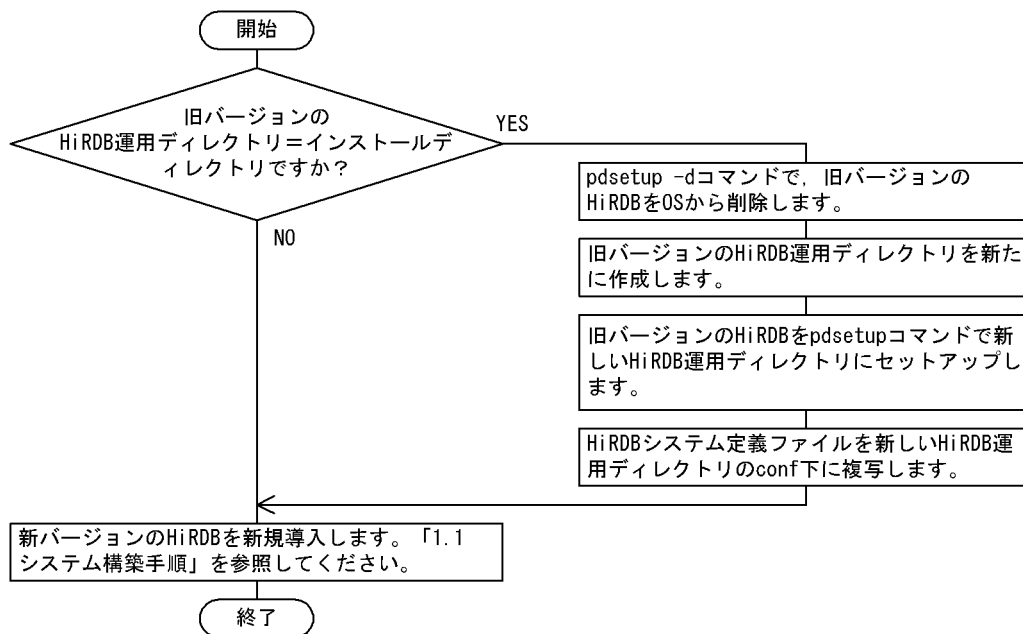 開始
旧バージョンの
HiRDB運用ディレクトリ＝インストールデ
ィレクトリですか？
YES
pdsetup -dコマンドで，旧バージョンの
HiRDBをOSから削除します。
NO
旧バージョンのHiRDB運用ディレクトリを新た
に作成します。
旧バージョンのHiRDBをpdsetupコマンドで新
しいHiRDB運用ディレクトリにセットアップし
ます。
HiRDBシステム定義ファイルを新しいHiRDB運
用ディレクトリのconf下に複写します。
新バージョンのHiRDBを新規導入します。「1.1
システム構築手順」を参照してください。
終了